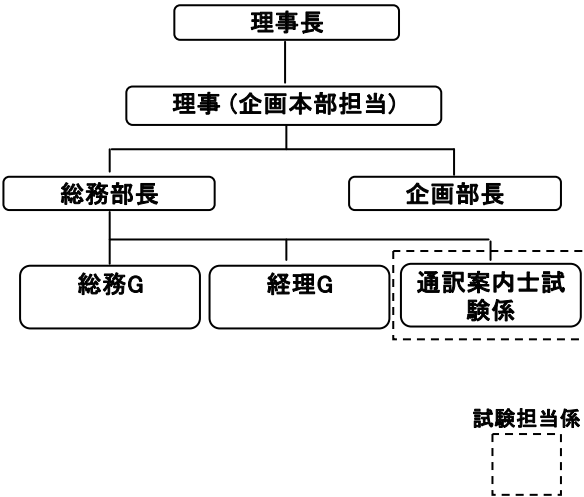 理事長
理事（企画本部担当）
総務部長
企画部長
総務G
経理G
通訳案内士試
験係
試験担当係